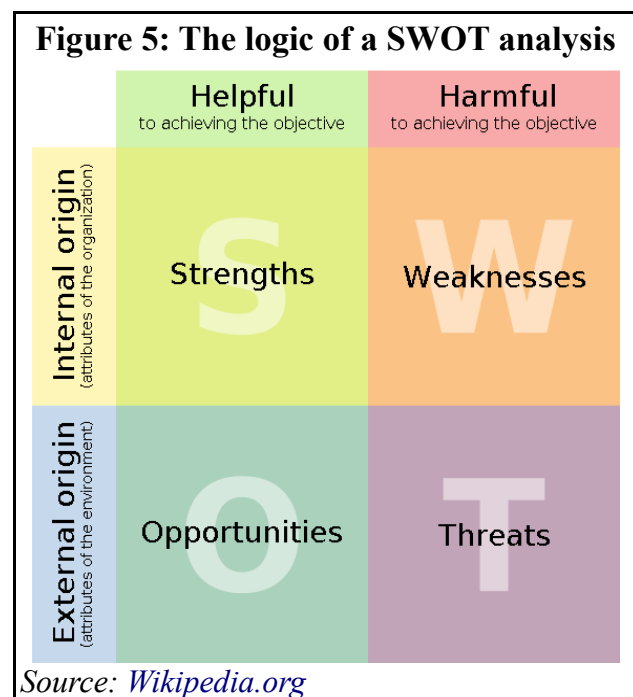 Figure 5: The logic of a SWOT analysis
Helpful
to achieving the objective
Harmful
to achieving the objective
Internal origin
(attributes of the organization)
S
Strengths
W
Weaknesses
External origin
(attributes of the environment)
O
Opportunities
T
Threats
Source: Wikipedia.org